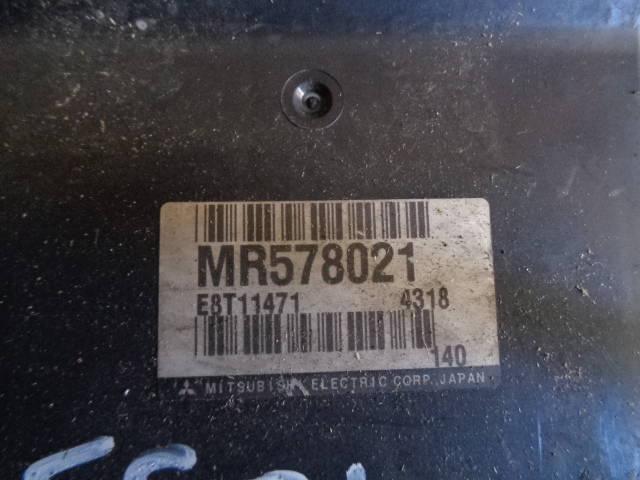 MR578021
E8T11471 4318
140
MITSUBISHI ELECTRIC CORP. JAPAN